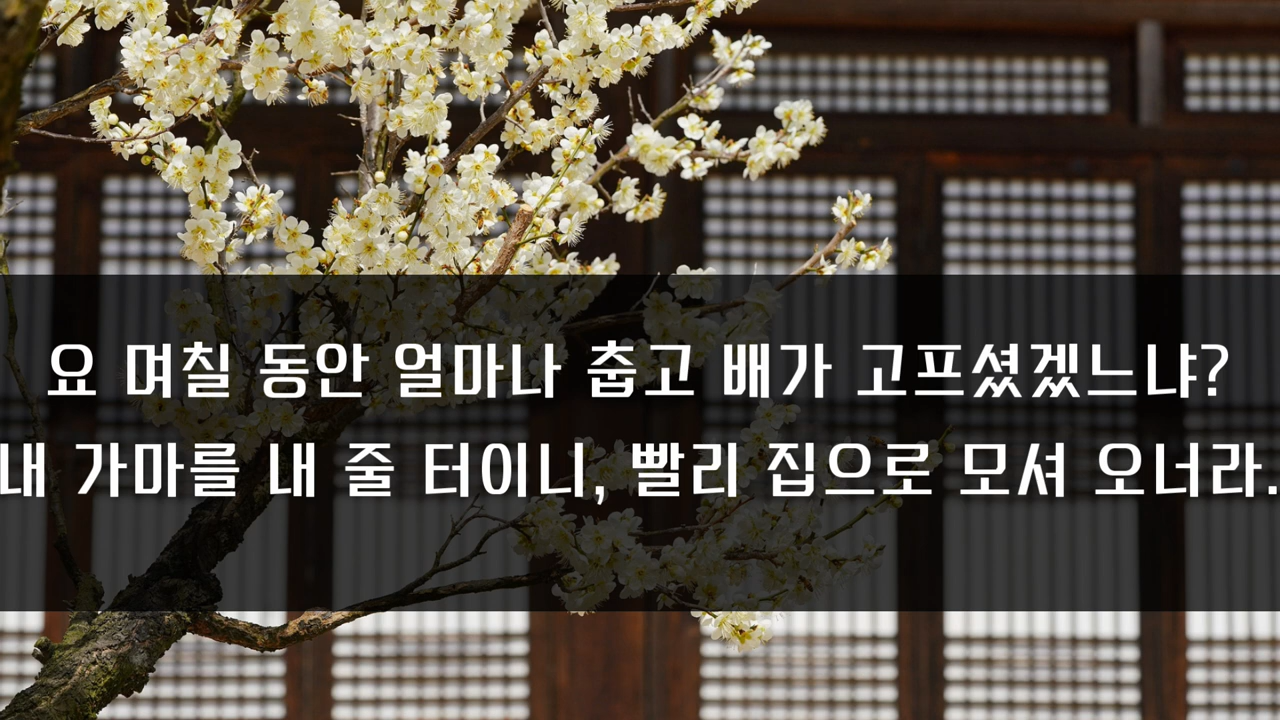 요 며칠 동안 얼마나 춥고 배가 고프셨겠느냐?
내 가마를 내 줄 터이니, 빨리 집으로 모셔 오너라.